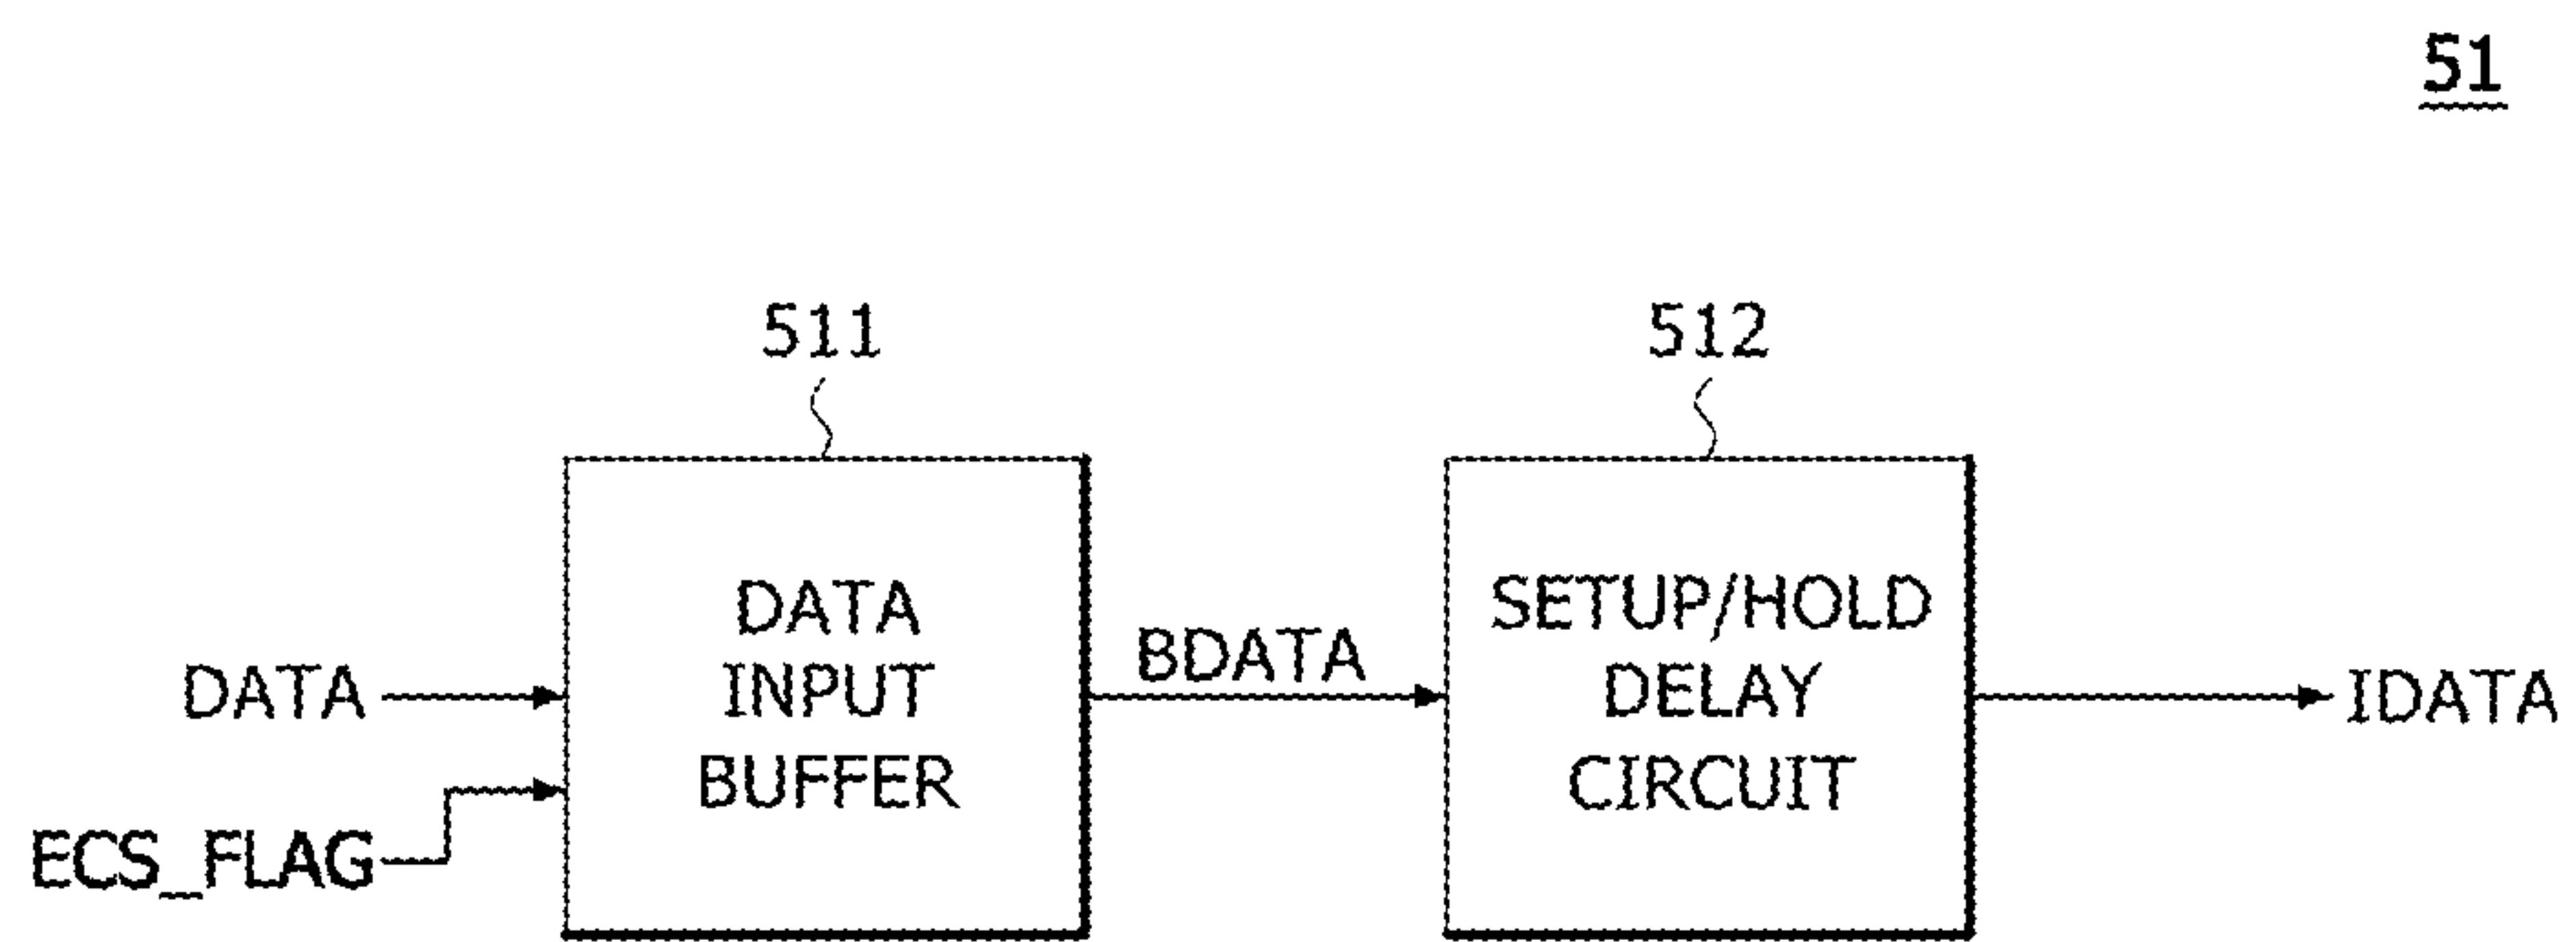 51
511
512
DATA
INPUT
BUFFER
SETUP/HOLD
DELAY
CIRCUIT
DATA
ECS_FLAG
BDATA
IDATA